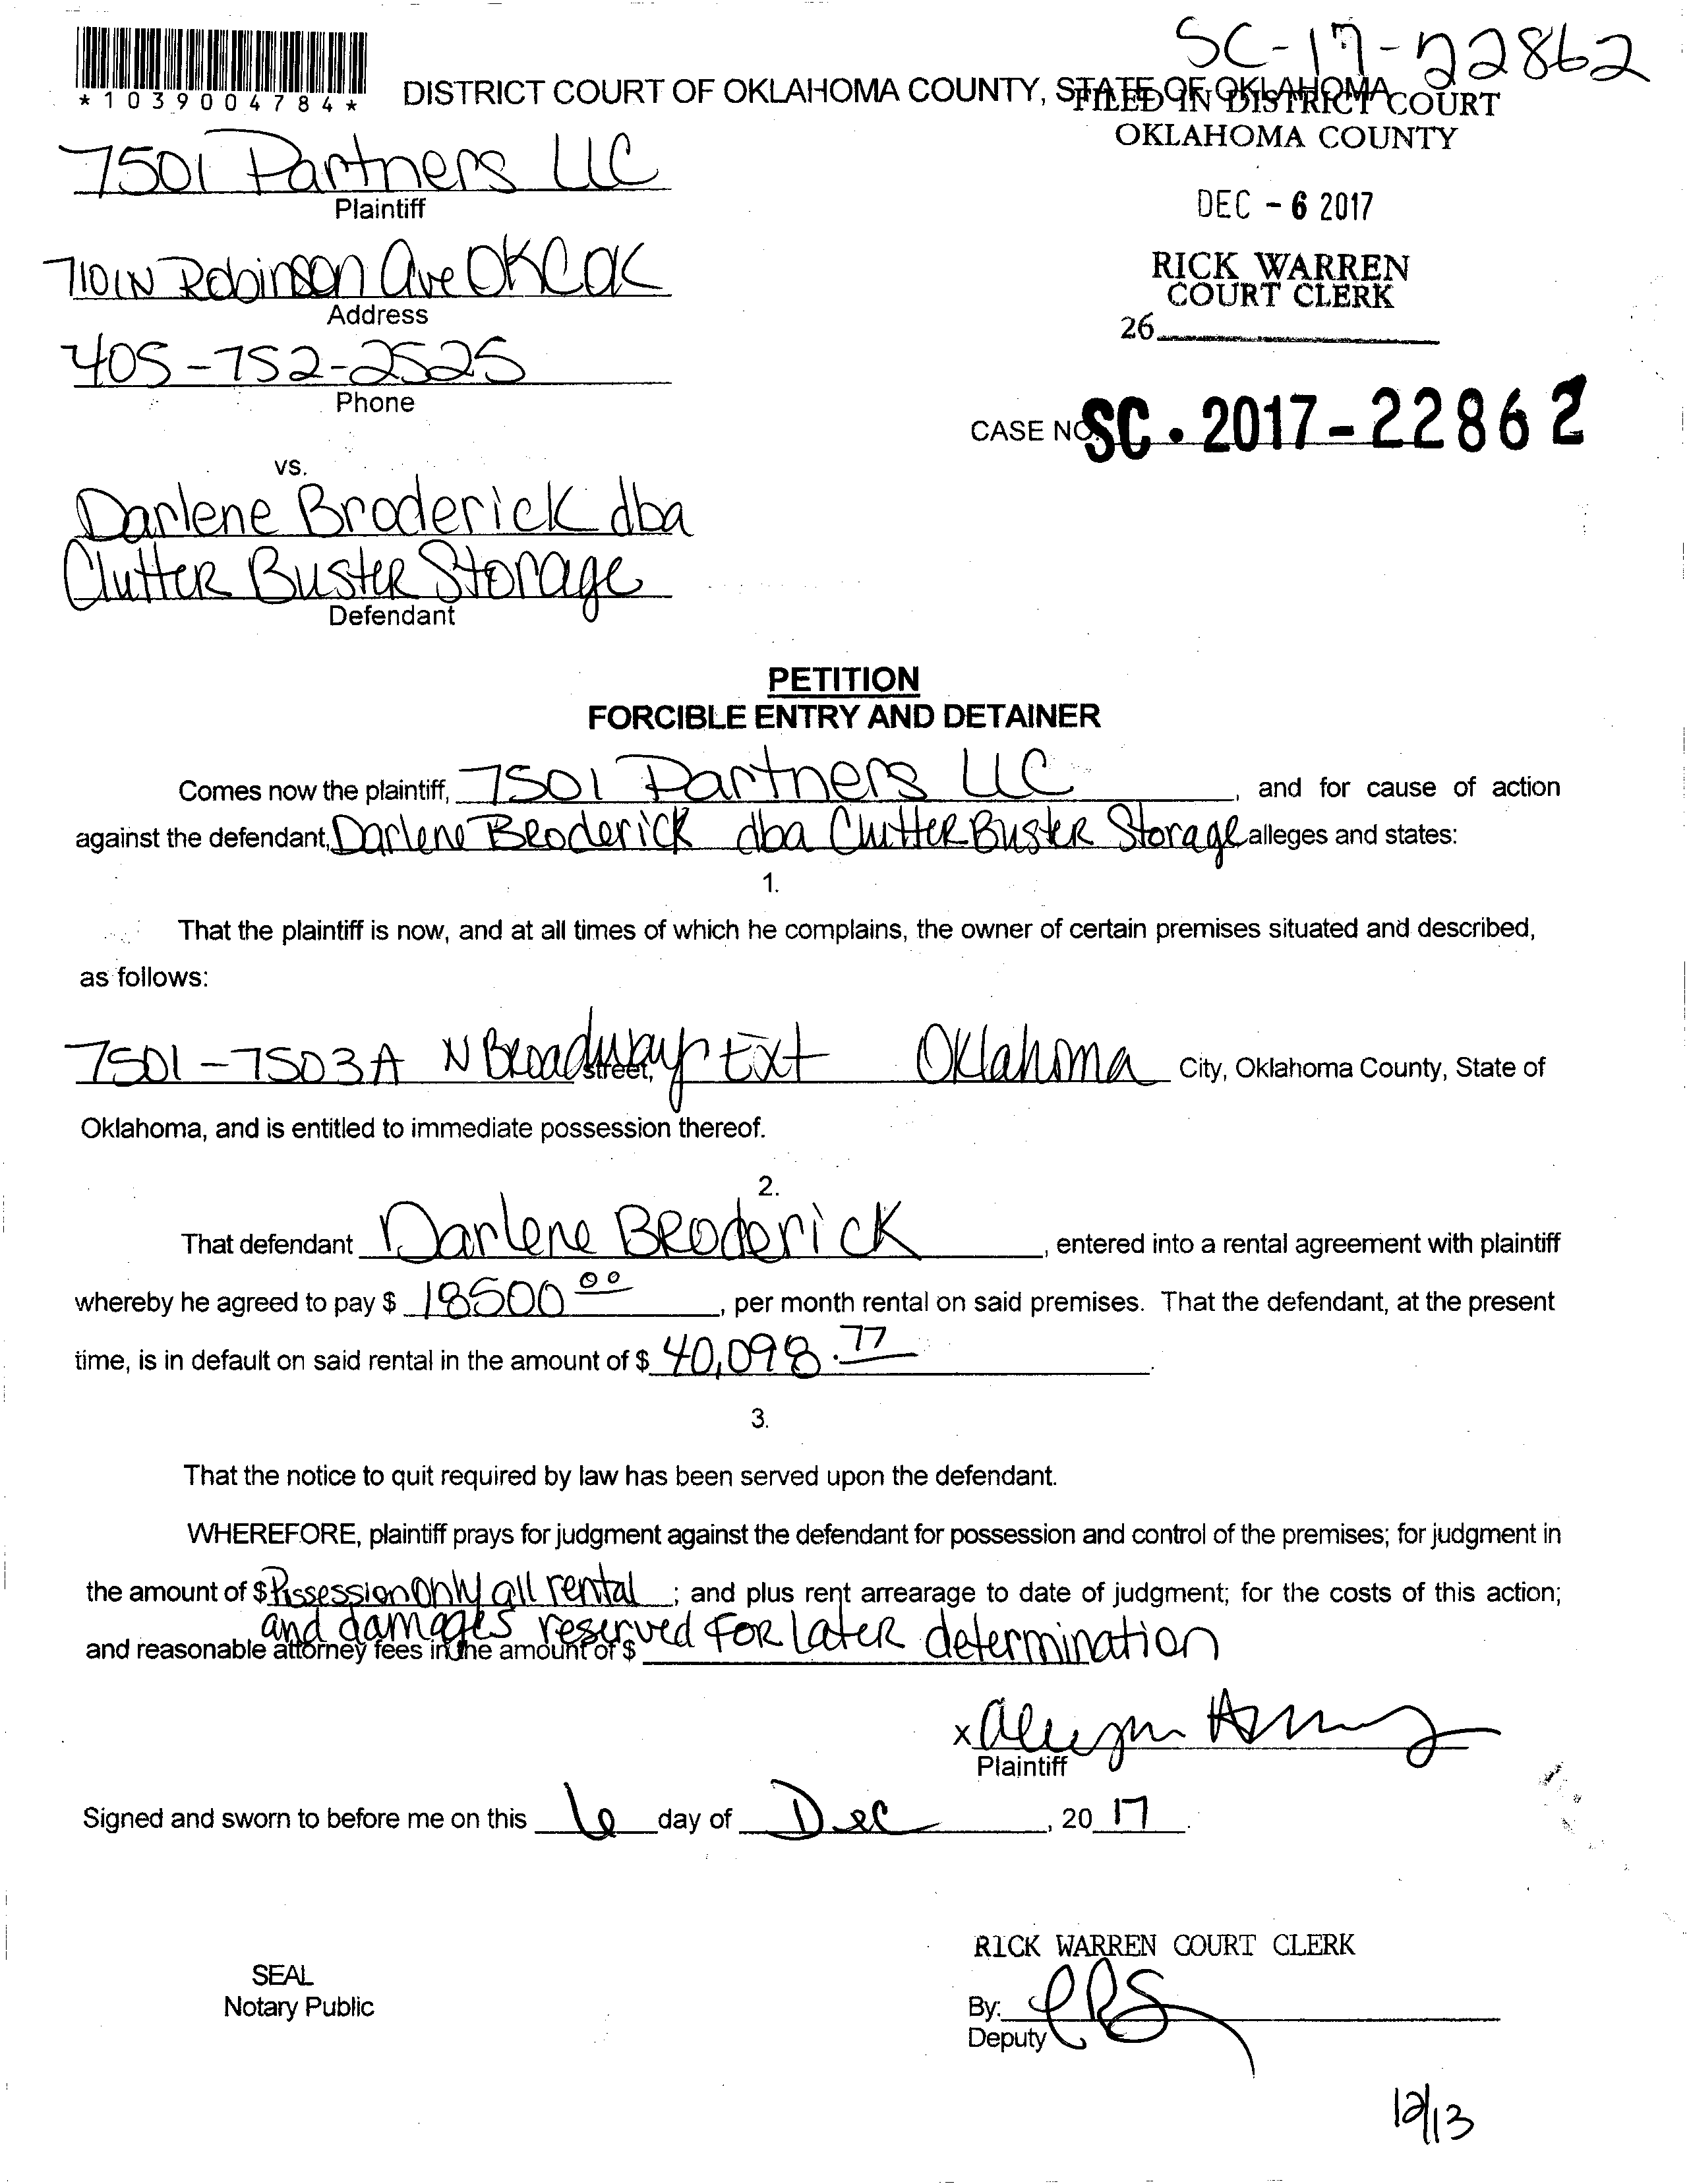 SC-17-22862
*1039004784*
DISTRICT COURT OF OKLAHOMA COUNTY, STATE OF OKLAHOMA
FILED IN DISTRICT COURT
OKLAHOMA COUNTY
7501 Partners LLC
Plaintiff
DEC - 6 2017
7101 N Robinson Ave OKC OK
Address
RICK WARREN
COURT CLERK
26
405-752-2525
Phone
CASE NO. SC - 2017-22862
vs.
Darlene Broderick dba
Clutter Buster Storage
Defendant
PETITION
FORCIBLE ENTRY AND DETAINER
Comes now the plaintiff, 7501 Partners LLC, and for cause of action
against the defendant, Darlene Broderick dba Clutter Buster Storage alleges and states:
1.
That the plaintiff is now, and at all times of which he complains, the owner of certain premises situated and described,
as follows:
7501-7503A N Broadway Ext street, Oklahoma City, Oklahoma County, State of
Oklahoma, and is entitled to immediate possession thereof.
2.
That defendant Darlene Broderick, entered into a rental agreement with plaintiff
whereby he agreed to pay $ 18500 00, per month rental on said premises. That the defendant, at the present
time, is in default on said rental in the amount of $ 40,098.77.
3.
That the notice to quit required by law has been served upon the defendant.
WHEREFORE, plaintiff prays for judgment against the defendant for possession and control of the premises; for judgment in
the amount of $ Possession Only all rental; and plus rent arrearage to date of judgment; for the costs of this action;
and damages reserved for later determination
and reasonable attorney fees in the amount of $
x
Plaintiff
Signed and sworn to before me on this 6 day of Dec, 20 17.
RICK WARREN COURT CLERK
SEAL
Notary Public
By:
Deputy
12/13